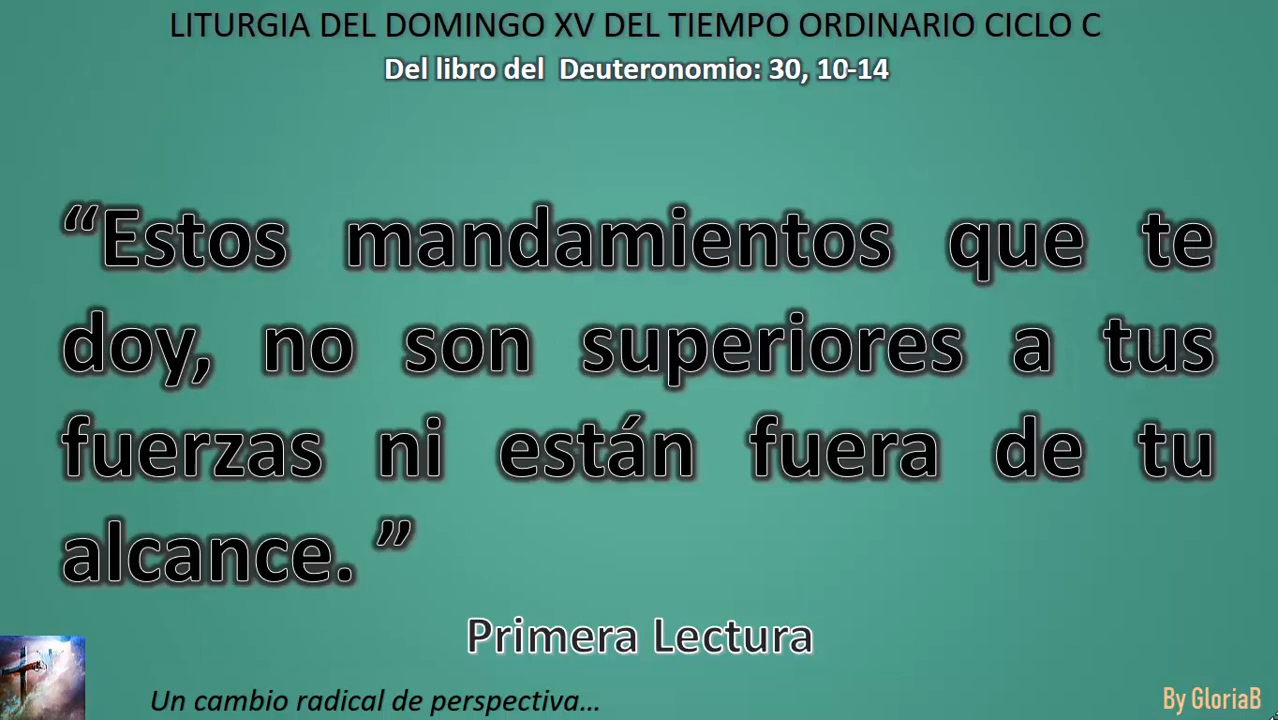 LITURGIA DEL DOMINGO XV DEL TIEMPO ORDINARIO CICLO C
Del libro del Deuteronomio: 30, 10-14
“Estos mandamientos que te
doy, no son superiores a tus
fuerzas ni están fuera de tu
alcance. ”
Primera Lectura
Un cambio radical de perspectiva...
By GloriaB